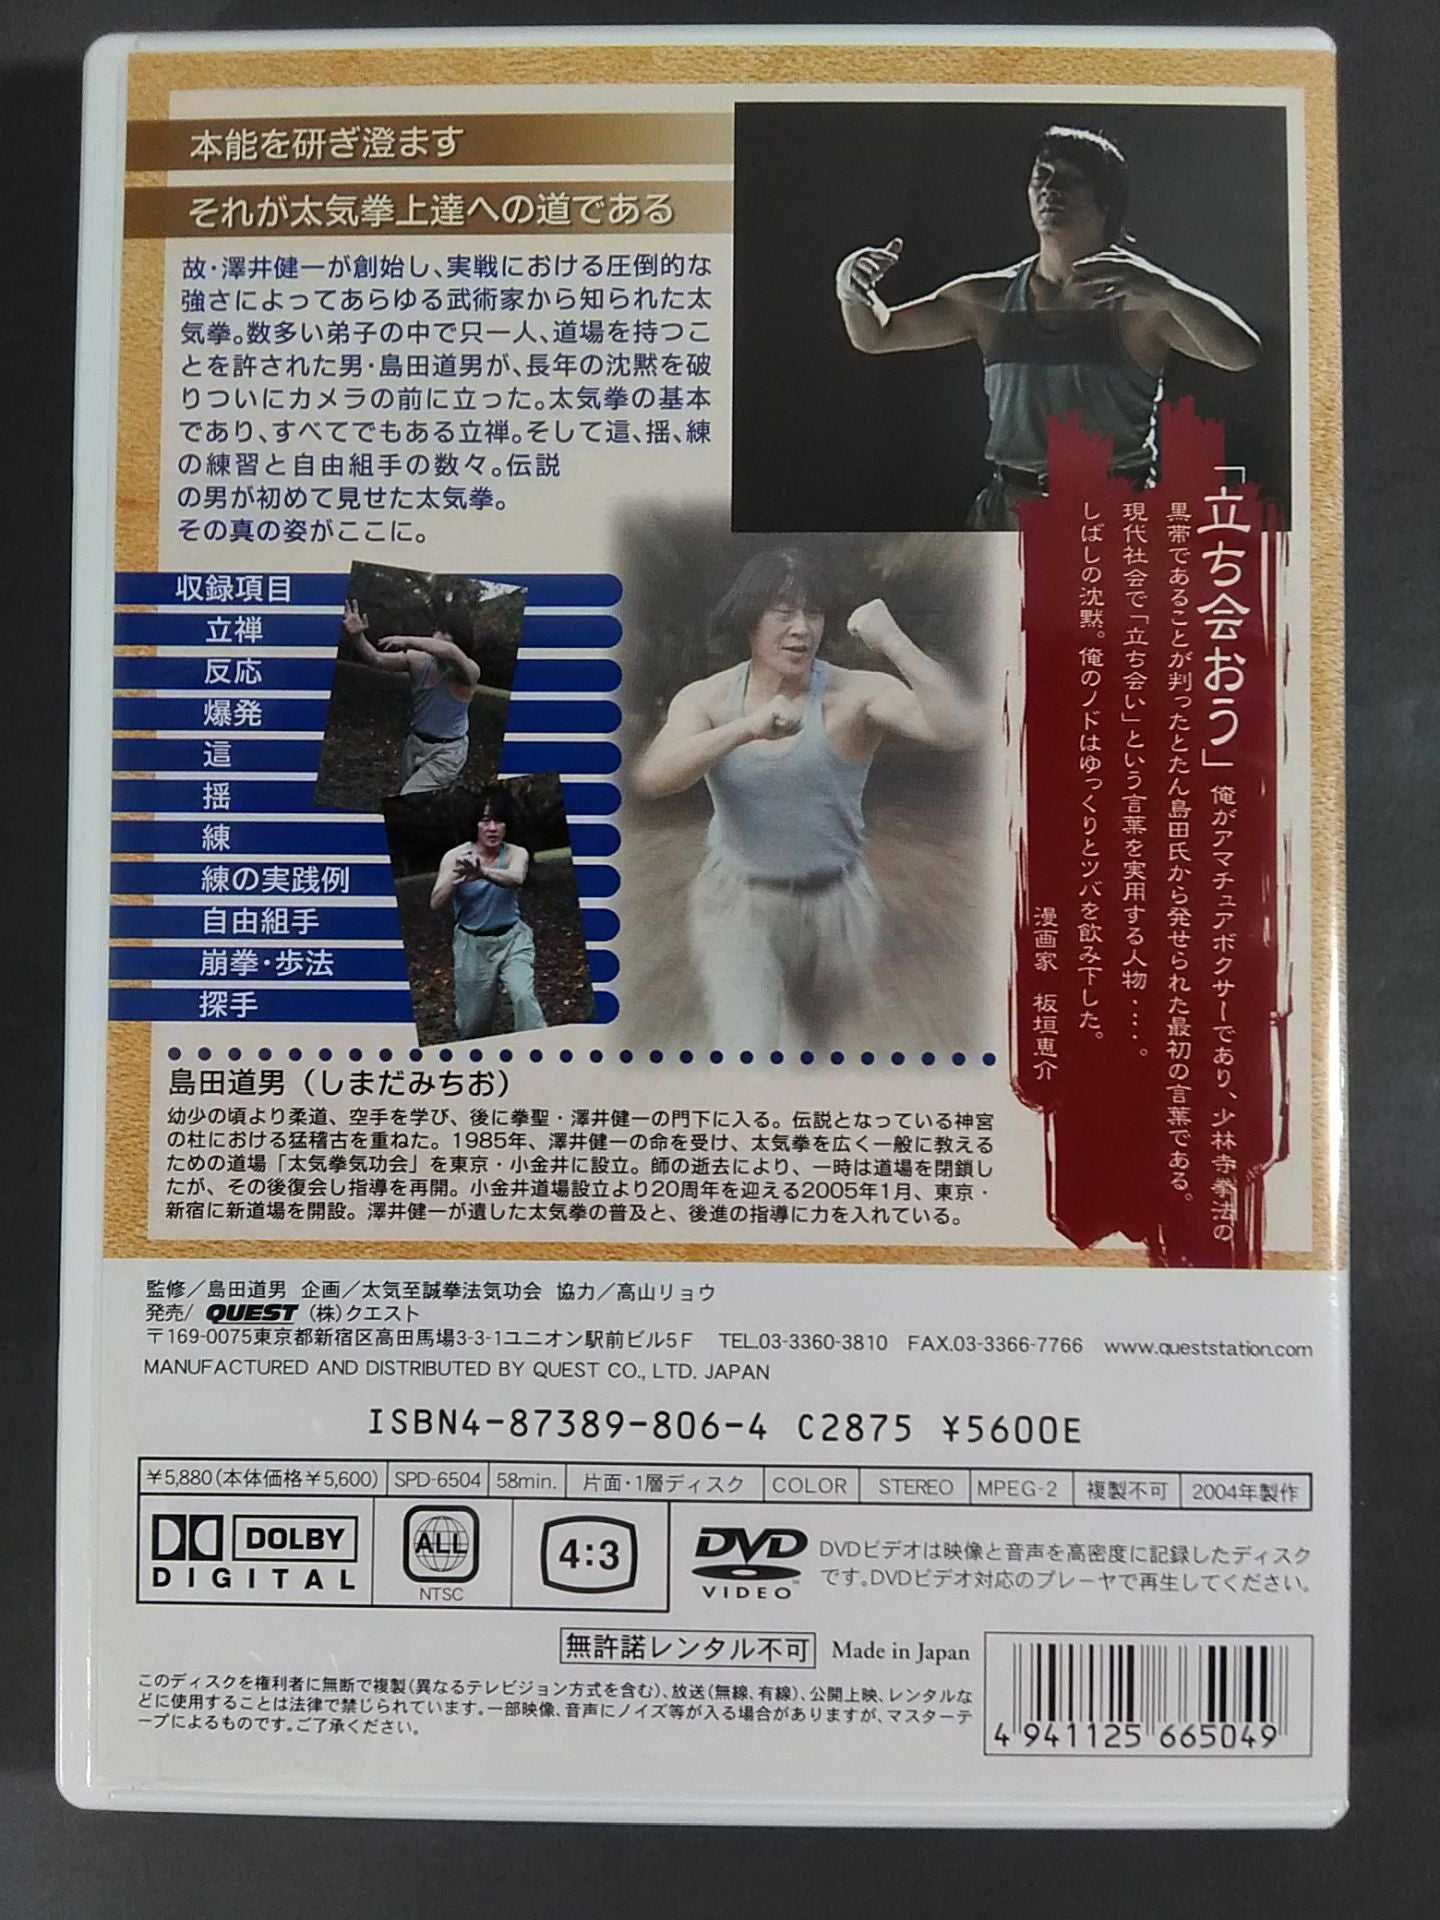 本能を研ぎ澄ます
それが太気拳上達への道である
故・澤井健一が創始し、実戦における圧倒的な
強さによってあらゆる武術家から知られた太
気拳。数多い弟子の中で只一人、道場を持つこ
とを許された男・島田道男が、長年の沈黙を破
りついにカメラの前に立った。太気拳の基本
であり、すべてでもある立禅。そして這、揺、練
の練習と自由組手の数々。伝説
の男が初めて見せた太気拳。
その真の姿がここに。
「立ち会おう」俺がアマチュアボクサーであり、少林寺拳法の
黒帯であることが判ったとたん島田氏から発せられた最初の言葉である。
現代社会で「立ち会い」という言葉を実用する人物・・・・。
しばしの沈黙。俺のノドはゆっくりとツバを飲み下した。
漫画家 板垣恵介
収録項目
立禅
反応
爆発
這
揺
練
練の実践例
自由組手
崩拳・歩法
探手
島田道男（しまだみちお）
幼少の頃より柔道、空手を学び、後に拳聖・澤井健一の門下に入る。伝説となっている神宮
の杜における猛稽古を重ねた。1985年、澤井健一の命を受け、太気拳を広く一般に教える
ための道場「太気拳気功会」を東京・小金井に設立。師の逝去により、一時は道場を閉鎖し
たが、その後復会し指導を再開。小金井道場設立より20周年を迎える2005年1月、東京・
新宿に新道場を開設。澤井健一が遺した太気拳の普及と、後進の指導に力を入れている。
監修／島田道男 企画／太気至誠拳法気功会 協力／高山リョウ
発売/ QUEST (株)クエスト
〒169-0075東京都新宿区高田馬場3-3-1ユニオン駅前ビル5F TEL.03-3360-3810 FAX.03-3366-7766 www.queststation.com
MANUFACTURED AND DISTRIBUTED BY QUEST CO., LTD. JAPAN
ISBN4-87389-806-4 C2875 ¥5600E
¥5,880(本体価格¥5,600) SPD-6504 58min. 片面・1層ディスク COLOR STEREO MPEG-2 複製不可 2004年製作
DOLBY
DIGITAL
ALL
NTSC
4:3
DVD
VIDEO
DVDビデオは映像と音声を高密度に記録したディスク
です。DVDビデオ対応のプレーヤで再生してください。
無許諾レンタル不可 Made in Japan
このディスクを権利者に無断で複製(異なるテレビジョン方式を含む)、放送(無線、有線)、公開上映、レンタルな
どに使用することは法律で禁じられています。一部映像、音声にノイズ等が入る場合がありますが、マスターテ
ープによるものです。ご了承ください。
4 941125 665049